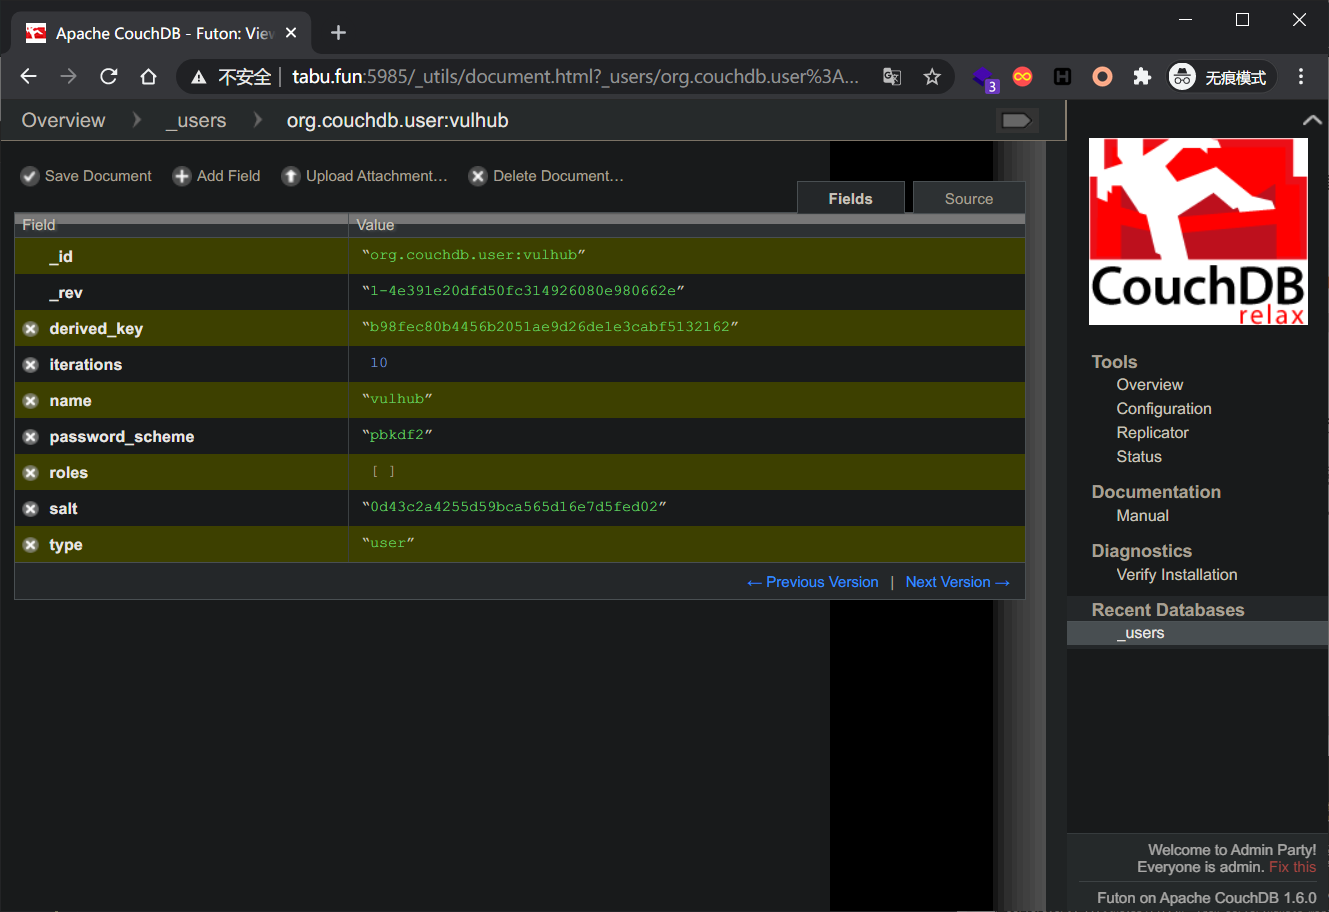 Apache CouchDB - Futon: View
不安全 | tabu.fun:5985/_utils/document.html?_users/org.couchdb.user%3A...
3
H
无痕模式
Overview _users org.couchdb.user:vulhub
Save Document Add Field Upload Attachment… Delete Document…
Fields Source
Field Value
_id “org.couchdb.user:vulhub”
_rev “1-4e391e20dfd50fc314926080e980662e”
derived_key “b98fec80b4456b2051ae9d26de1e3cabf5132162”
iterations 10
name “vulhub”
password_scheme “pbkdf2”
roles [ ]
salt “0d43c2a4255d59bca565d16e7d5fed02”
type “user”
← Previous Version | Next Version →
CouchDB
relax
Tools
Overview
Configuration
Replicator
Status
Documentation
Manual
Diagnostics
Verify Installation
Recent Databases
_users
Welcome to Admin Party!
Everyone is admin. Fix this
Futon on Apache CouchDB 1.6.0